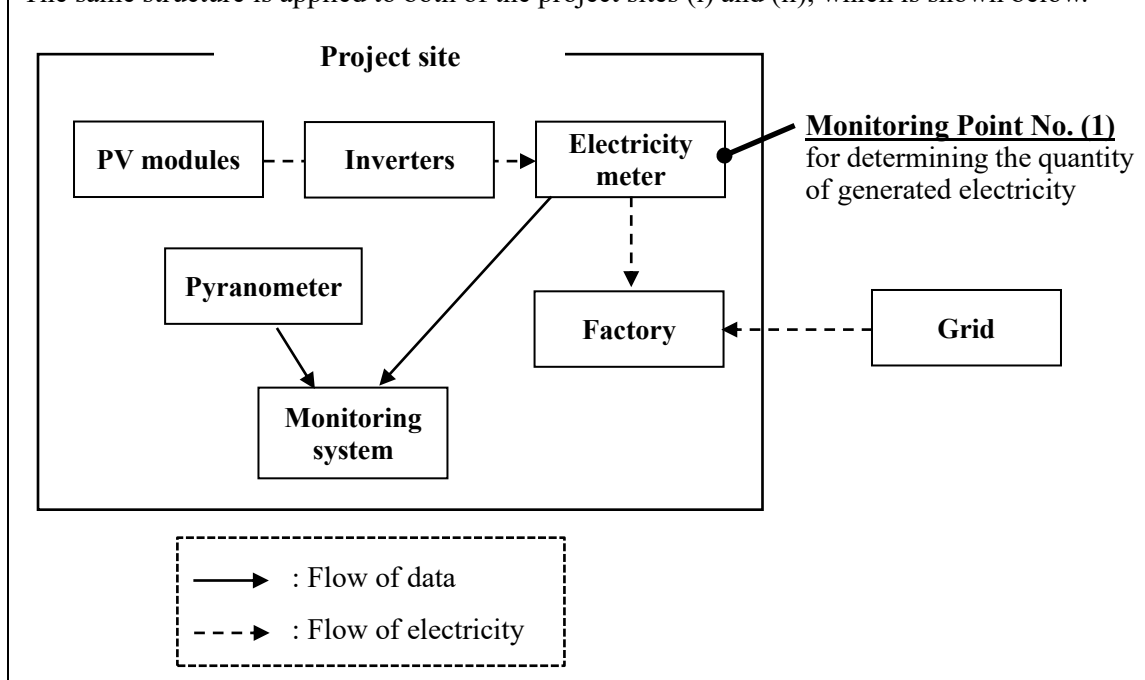 The same structure is applied to both of the project sites (i) and (ii), which is shown below.
Project site
PV modules
Inverters
Electricity
meter
Monitoring Point No. (1)
for determining the quantity
of generated electricity
Pyranometer
Factory
Grid
Monitoring
system
: Flow of data
: Flow of electricity